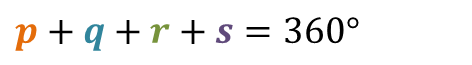 p + q + r + s = 360°